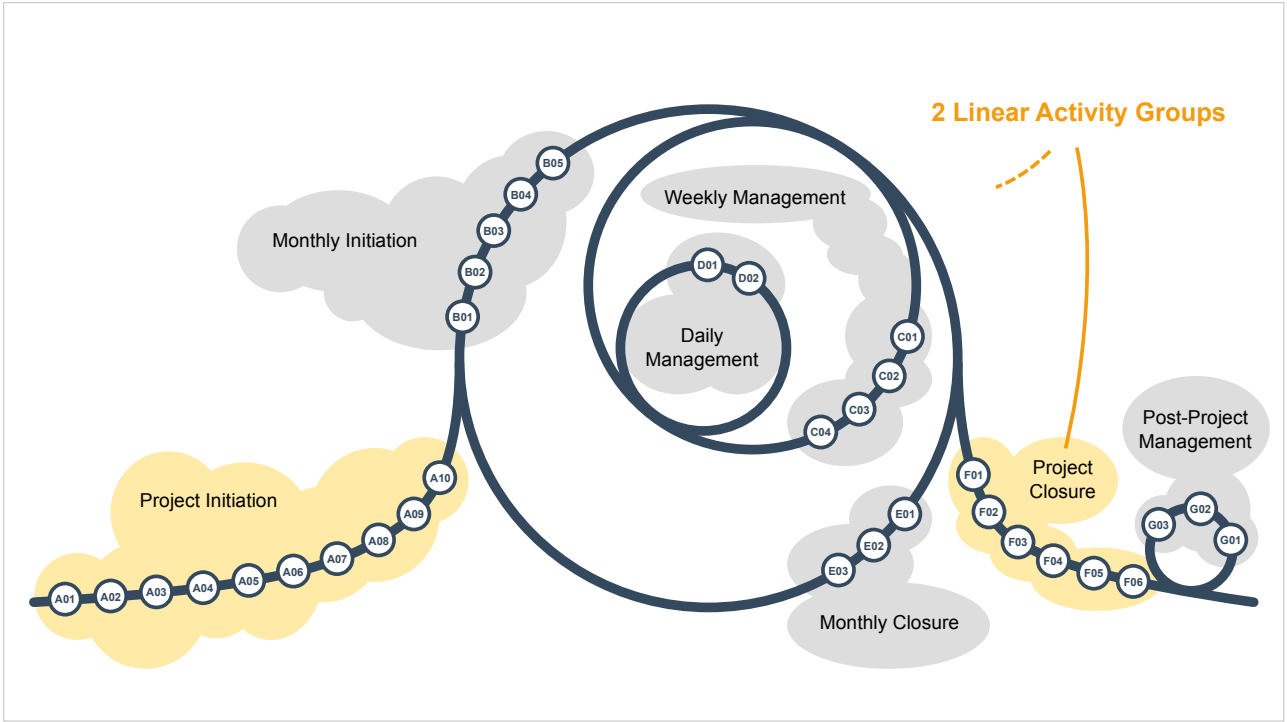 2 Linear Activity Groups
B05
B04
B03
B02
B01
Monthly Initiation
Weekly Management
D01
D02
Daily
Management
C01
C02
C03
C04
Post-Project
Management
Project
Closure
Project Initiation
A10
A09
A08
A07
A06
A05
A04
A03
A02
A01
E01
E02
E03
Monthly Closure
F01
F02
F03
F04
F05
F06
G03
G02
G01